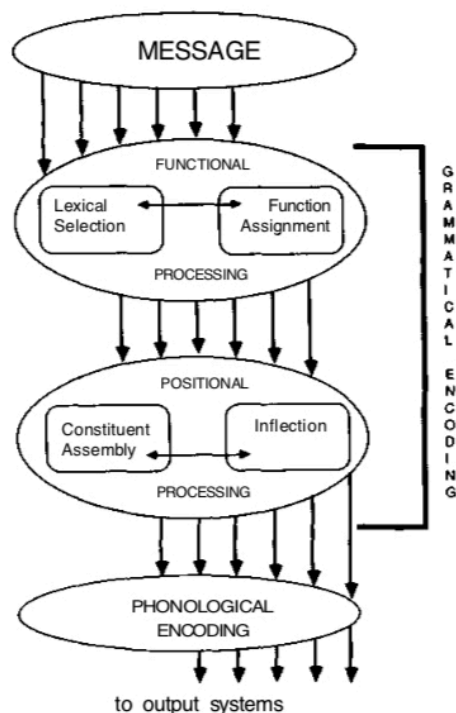 MESSAGE
FUNCTIONAL
Lexical
Selection
Function
Assignment
PROCESSING
POSITIONAL
Constituent
Assembly
Inflection
PROCESSING
PHONOLOGICAL
ENCODING
to output systems
GRAMMATICAL ENCODING